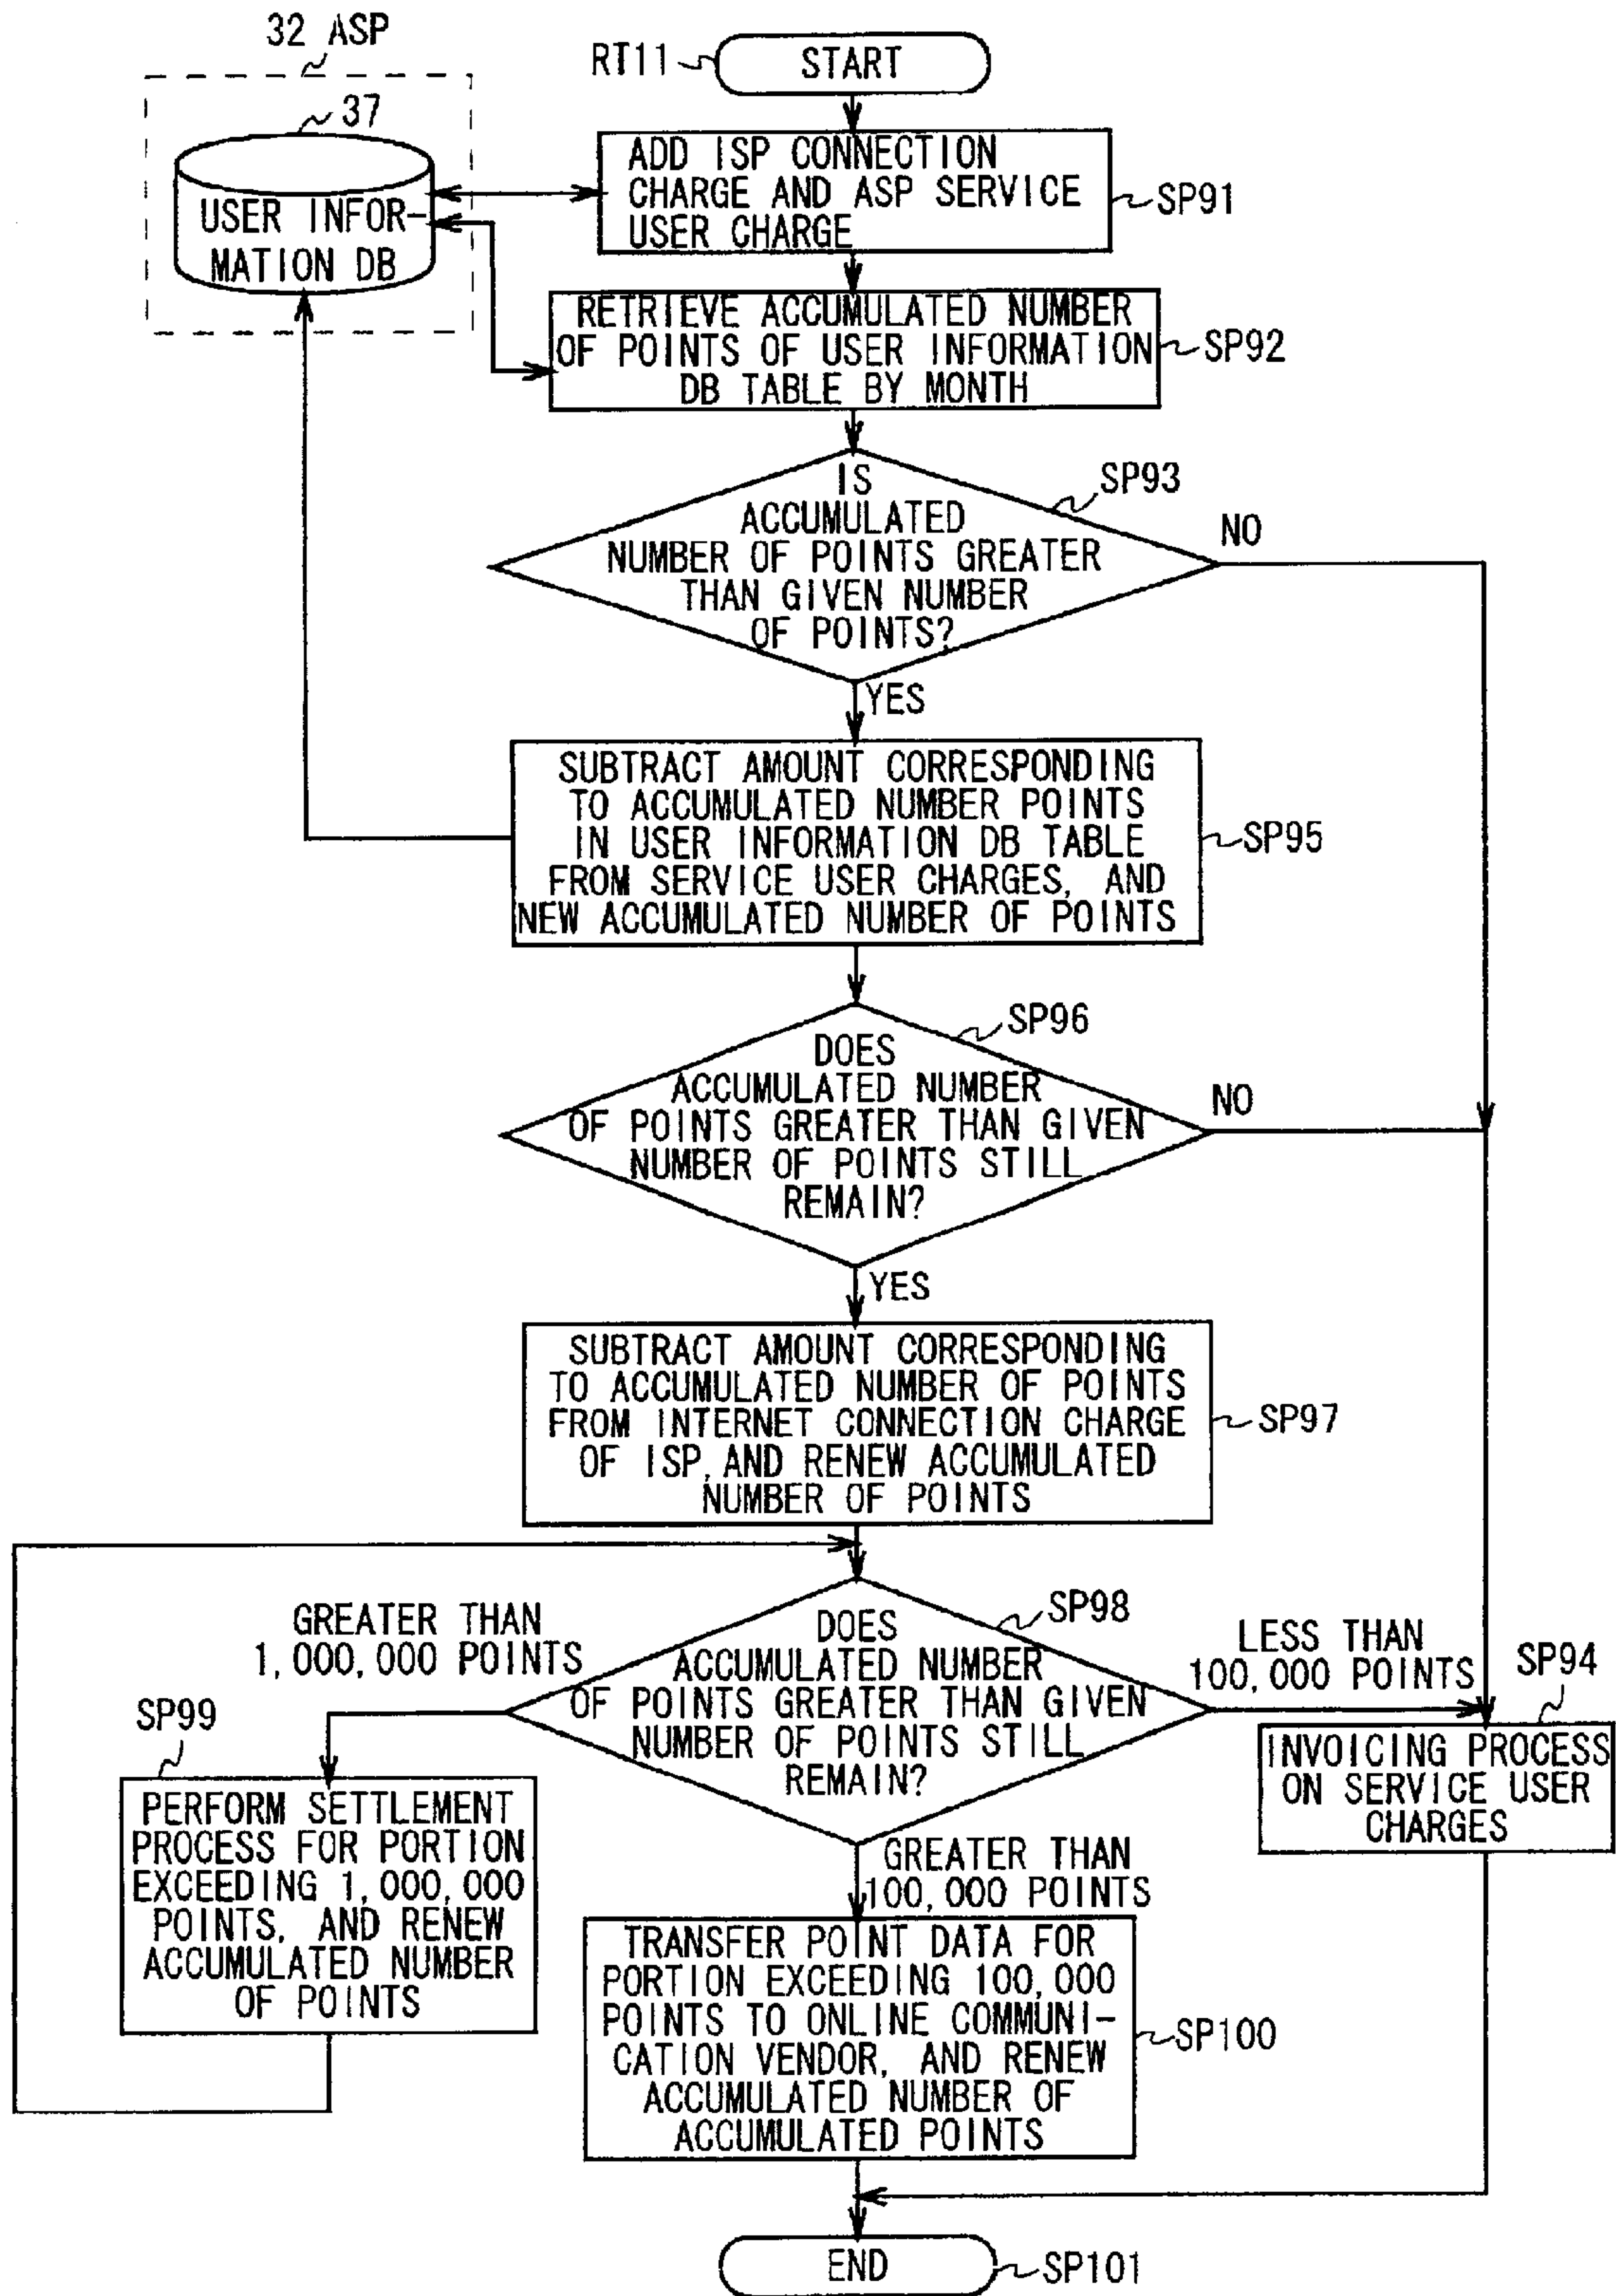 32 ASP
RT11
START
37
USER INFOR-
MATION DB
ADD ISP CONNECTION
CHARGE AND ASP SERVICE
USER CHARGE
SP91
RETRIEVE ACCUMULATED NUMBER
OF POINTS OF USER INFORMATION
DB TABLE BY MONTH
SP92
IS
ACCUMULATED
NUMBER OF POINTS GREATER
THAN GIVEN NUMBER
OF POINTS?
SP93
NO
YES
SUBTRACT AMOUNT CORRESPONDING
TO ACCUMULATED NUMBER POINTS
IN USER INFORMATION DB TABLE
FROM SERVICE USER CHARGES, AND
NEW ACCUMULATED NUMBER OF POINTS
SP95
DOES
ACCUMULATED NUMBER
OF POINTS GREATER THAN GIVEN
NUMBER OF POINTS STILL
REMAIN?
SP96
NO
YES
SUBTRACT AMOUNT CORRESPONDING
TO ACCUMULATED NUMBER OF POINTS
FROM INTERNET CONNECTION CHARGE
OF ISP, AND RENEW ACCUMULATED
NUMBER OF POINTS
SP97
DOES
ACCUMULATED NUMBER
OF POINTS GREATER THAN GIVEN
NUMBER OF POINTS STILL
REMAIN?
SP98
GREATER THAN
1,000,000 POINTS
LESS THAN
100,000 POINTS
SP94
INVOICING PROCESS
ON SERVICE USER
CHARGES
SP99
PERFORM SETTLEMENT
PROCESS FOR PORTION
EXCEEDING 1,000,000
POINTS, AND RENEW
ACCUMULATED NUMBER
OF POINTS
GREATER THAN
100,000 POINTS
TRANSFER POINT DATA FOR
PORTION EXCEEDING 100,000
POINTS TO ONLINE COMMUNI-
CATION VENDOR, AND RENEW
ACCUMULATED NUMBER OF
ACCUMULATED POINTS
SP100
END
SP101